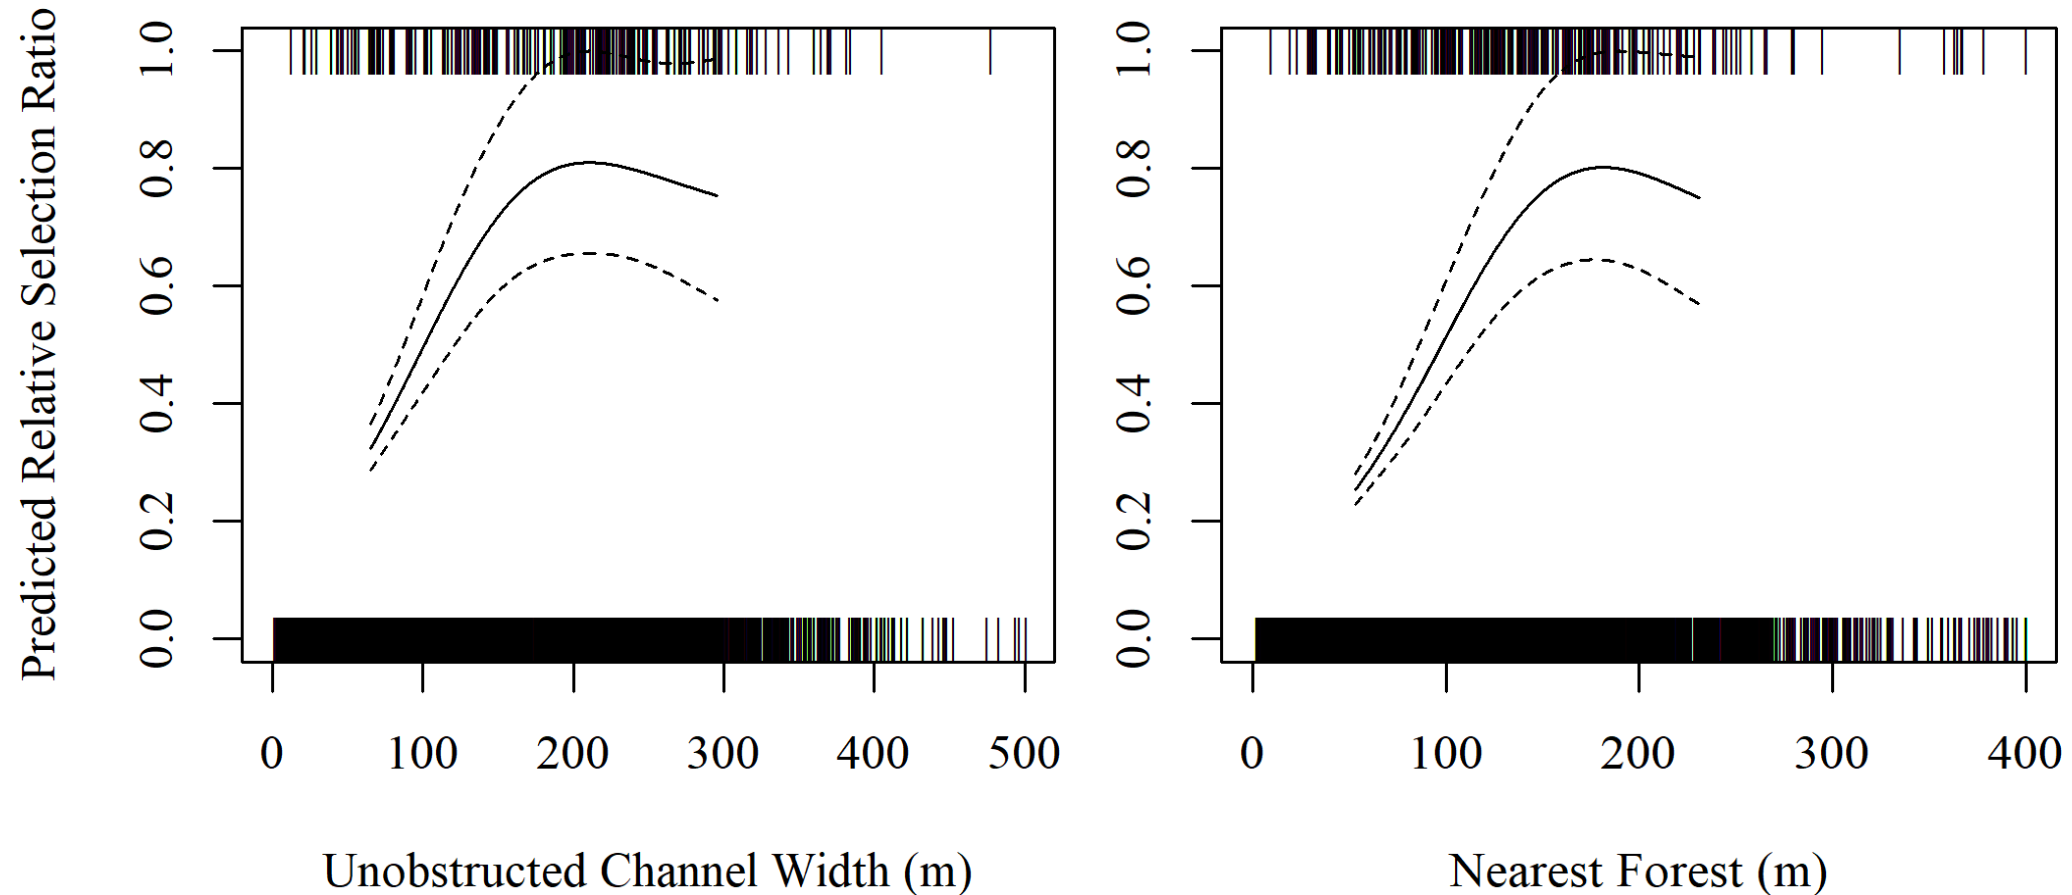 Predicted Relative Selection Ratio
1.0
0.8
0.6
0.4
0.2
0.0
0 100 200 300 400 500
Unobstructed Channel Width (m)
1.0
0.8
0.6
0.4
0.2
0.0
0 100 200 300 400
Nearest Forest (m)